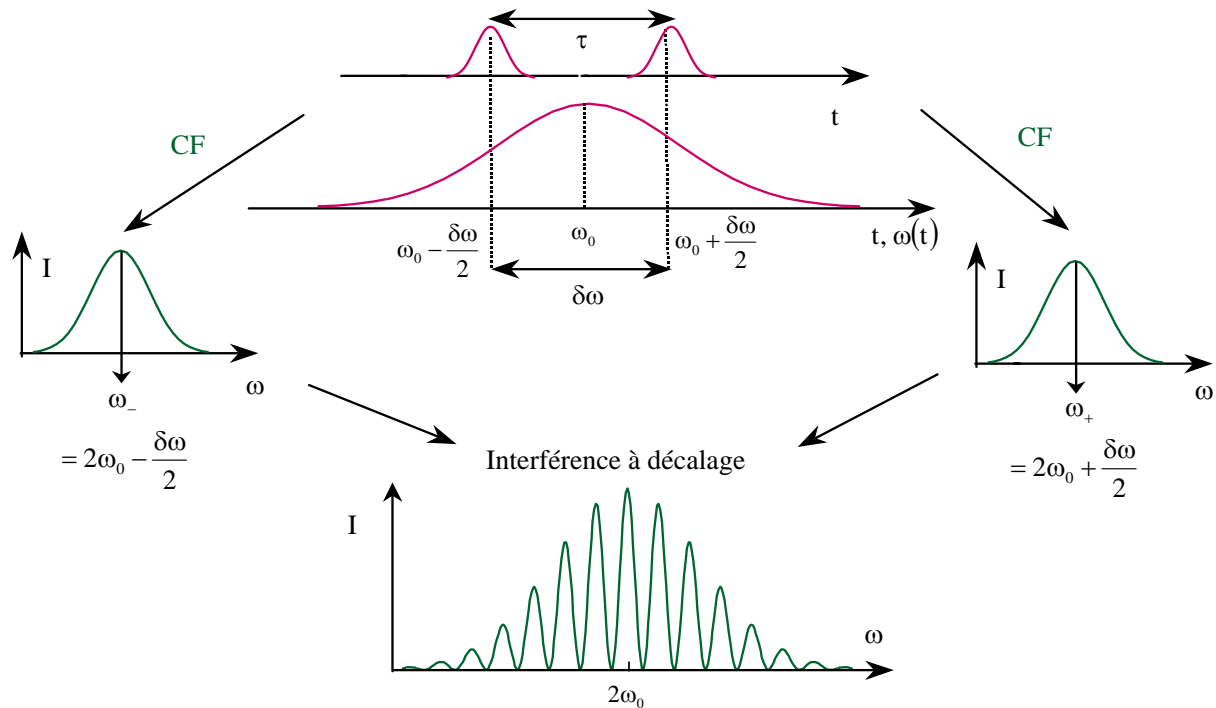 τ
t
CF
CF
ω₀ − δω/2
ω₀
ω₀ + δω/2
t, ω(t)
δω
I
ω
ω₋
= 2ω₀ − δω/2
I
ω
ω₊
= 2ω₀ + δω/2
Interférence à décalage
I
ω
2ω₀